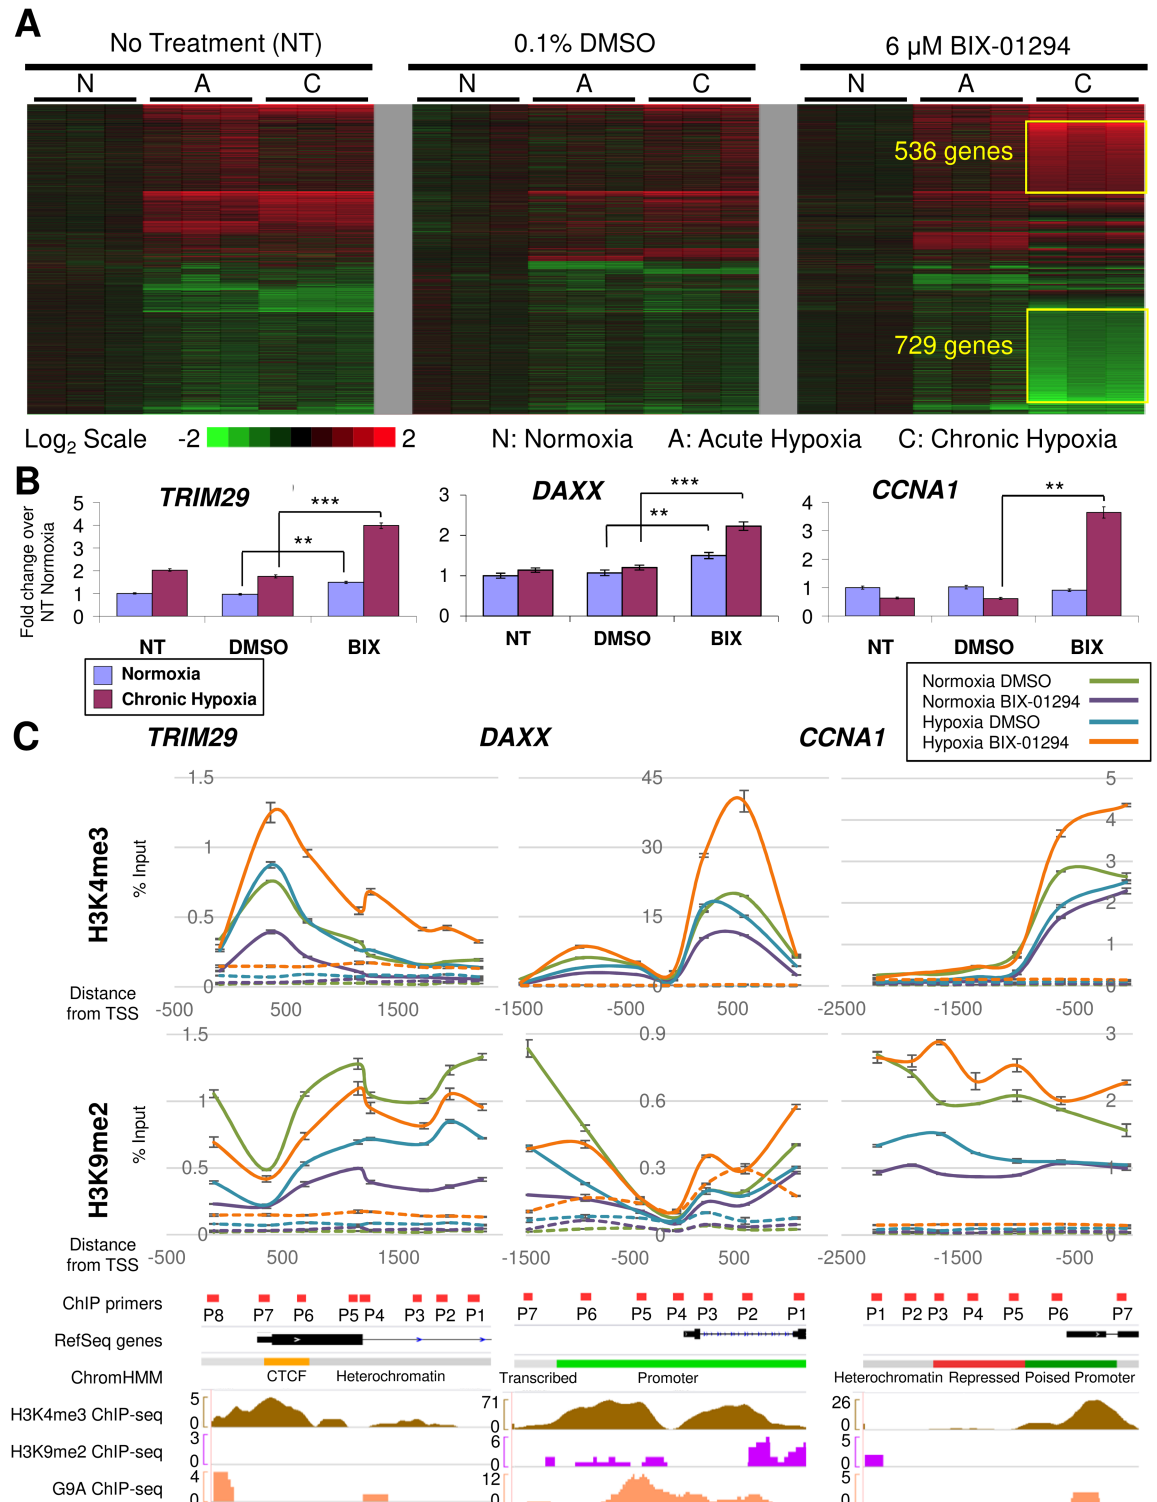 A
No Treatment (NT)
0.1% DMSO
6 µM BIX-01294
N A C N A C N A C
536 genes
729 genes
Log2 Scale -2 2 N: Normoxia A: Acute Hypoxia C: Chronic Hypoxia
B
TRIM29 DAXX CCNA1
Fold change over
NT Normoxia
5
4
3
2
1
0
*** **
NT DMSO BIX
3
2
1
0
*** **
NT DMSO BIX
4
3
2
1
0
**
NT DMSO BIX
Normoxia
Chronic Hypoxia
Normoxia DMSO
Normoxia BIX-01294
Hypoxia DMSO
Hypoxia BIX-01294
C
TRIM29 DAXX CCNA1
H3K4me3
% Input
1.5
1
0.5
0
45
30
15
0
5
4
3
2
1
0
Distance
from TSS
-500 500 1500 -1500 -500 500 -2500 -1500 -500
H3K9me2
% Input
1.5
1
0.5
0
0.9
0.6
0.3
0
3
2
1
0
Distance
from TSS
-500 500 1500 -1500 -500 500 -2500 -1500 -500
ChIP primers
P8 P7 P6 P5 P4 P3 P2 P1
P7 P6 P5 P4 P3 P2 P1
P1 P2 P3 P4 P5 P6 P7
RefSeq genes
ChromHMM
CTCF Heterochromatin
Transcribed Promoter
Heterochromatin Repressed Poised Promoter
H3K4me3 ChIP-seq 5 0 71 0 26 0
H3K9me2 ChIP-seq 3 0 6 0 5 0
G9A ChIP-seq 4 0 12 0 5 0